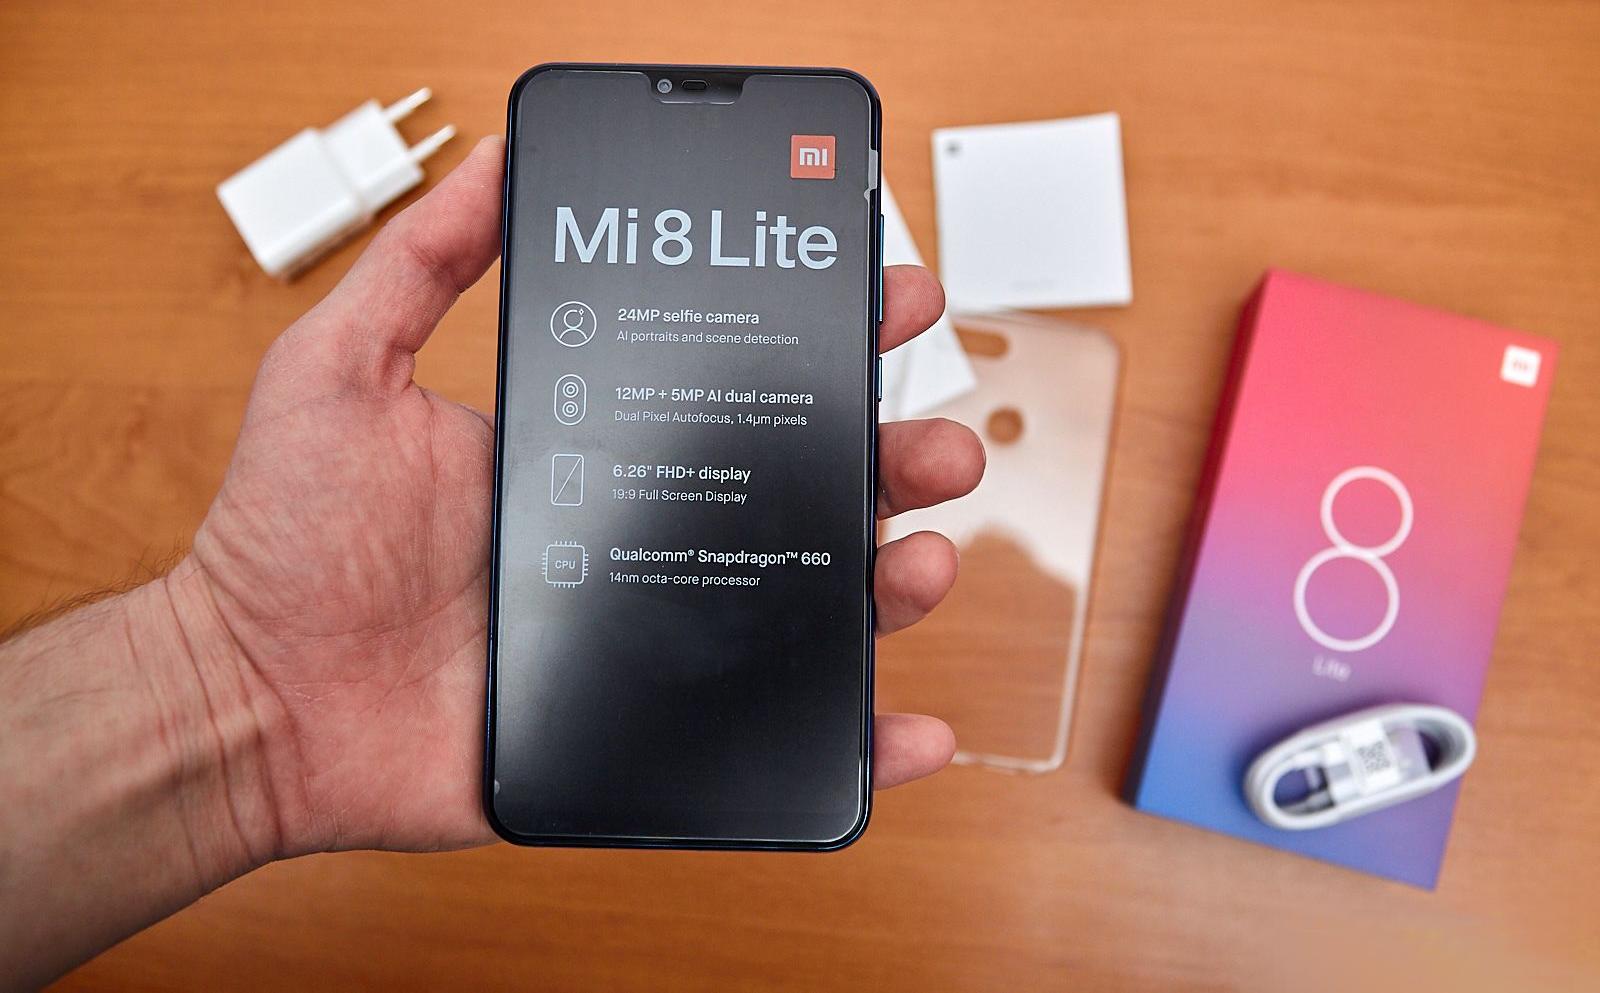 mi
Mi 8 Lite
24MP selfie camera
AI portraits and scene detection
12MP + 5MP AI dual camera
Dual Pixel Autofocus, 1.4µm pixels
6.26" FHD+ display
19:9 Full Screen Display
CPU
Qualcomm® Snapdragon™ 660
14nm octa-core processor
mi
8
Lite